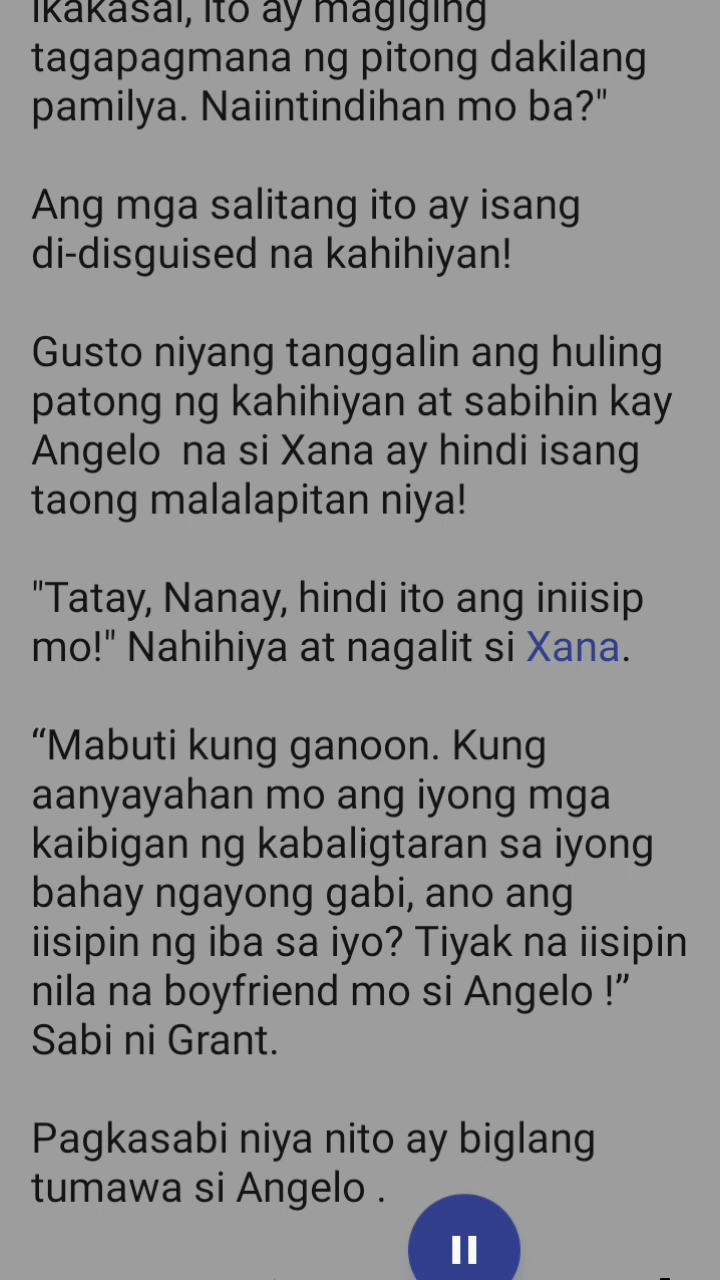 ikakasal, ito ay magiging
tagapagmana ng pitong dakilang
pamilya. Naiintindihan mo ba?"
Ang mga salitang ito ay isang
di-disguised na kahihiyan!
Gusto niyang tanggalin ang huling
patong ng kahihiyan at sabihin kay
Angelo  na si Xana ay hindi isang
taong malalapitan niya!
"Tatay, Nanay, hindi ito ang iniisip
mo!" Nahihiya at nagalit si Xana.
“Mabuti kung ganoon. Kung
aanyayahan mo ang iyong mga
kaibigan ng kabaligtaran sa iyong
bahay ngayong gabi, ano ang
iisipin ng iba sa iyo? Tiyak na iisipin
nila na boyfriend mo si Angelo !”
Sabi ni Grant.
Pagkasabi niya nito ay biglang
tumawa si Angelo .